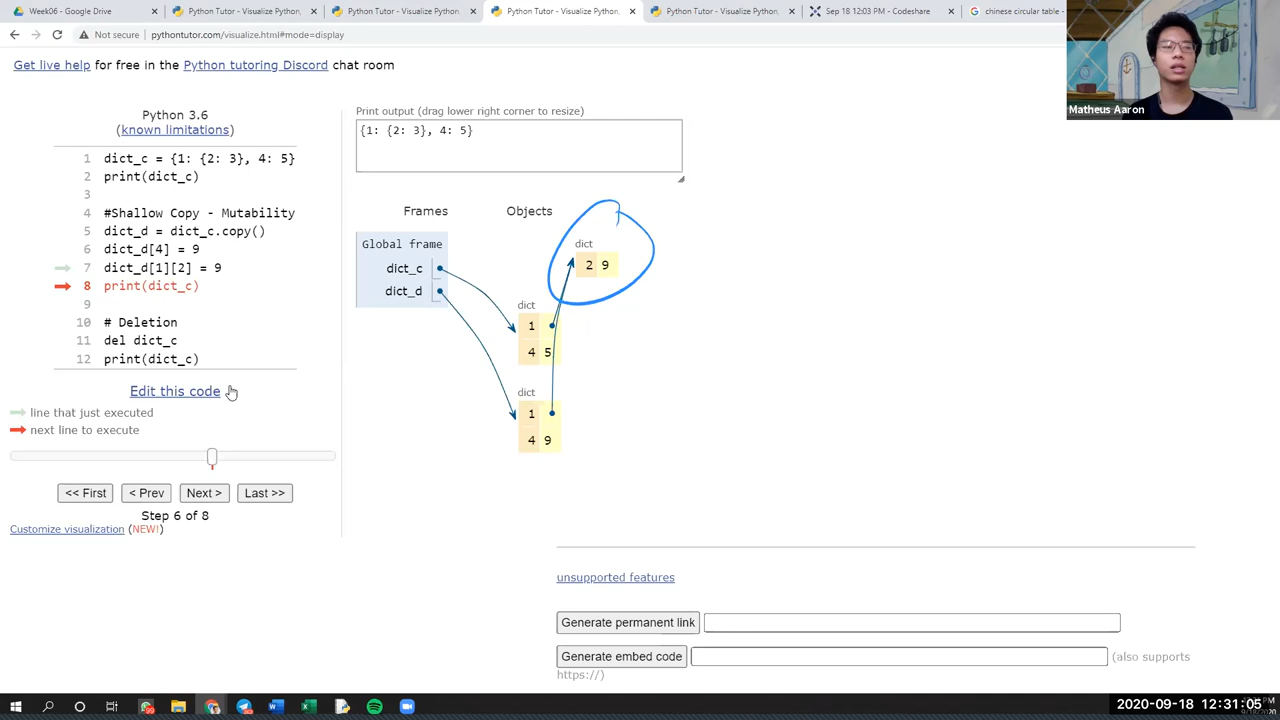 Week06 - Google Drive
Python Tutor - Visualize Python,
Python Tutor - Visualize Python,
Python Tutor - Visualize Python,
Python Tutor - Visualize Python,
Sep 18 12:03 PM - Codeshare
chinese circular table -
Not secure | pythontutor.com/visualize.html#mode=display
Get live help for free in the Python tutoring Discord chat room
Matheus Aaron
Python 3.6
(known limitations)
1 dict_c = {1: {2: 3}, 4: 5}
2 print(dict_c)
3
4 #Shallow Copy - Mutability
5 dict_d = dict_c.copy()
6 dict_d[4] = 9
7 dict_d[1][2] = 9
8 print(dict_c)
9
10 # Deletion
11 del dict_c
12 print(dict_c)
Edit this code
line that just executed
next line to execute
<< First
< Prev
Next >
Last >>
Step 6 of 8
Customize visualization (NEW!)
Print output (drag lower right corner to resize)
{1: {2: 3}, 4: 5}
Frames
Objects
Global frame
dict_c
dict_d
dict
2 9
dict
1
4 5
dict
1
4 9
unsupported features
Generate permanent link
Generate embed code
(also supports
https://)
2020-09-18 12:31:05